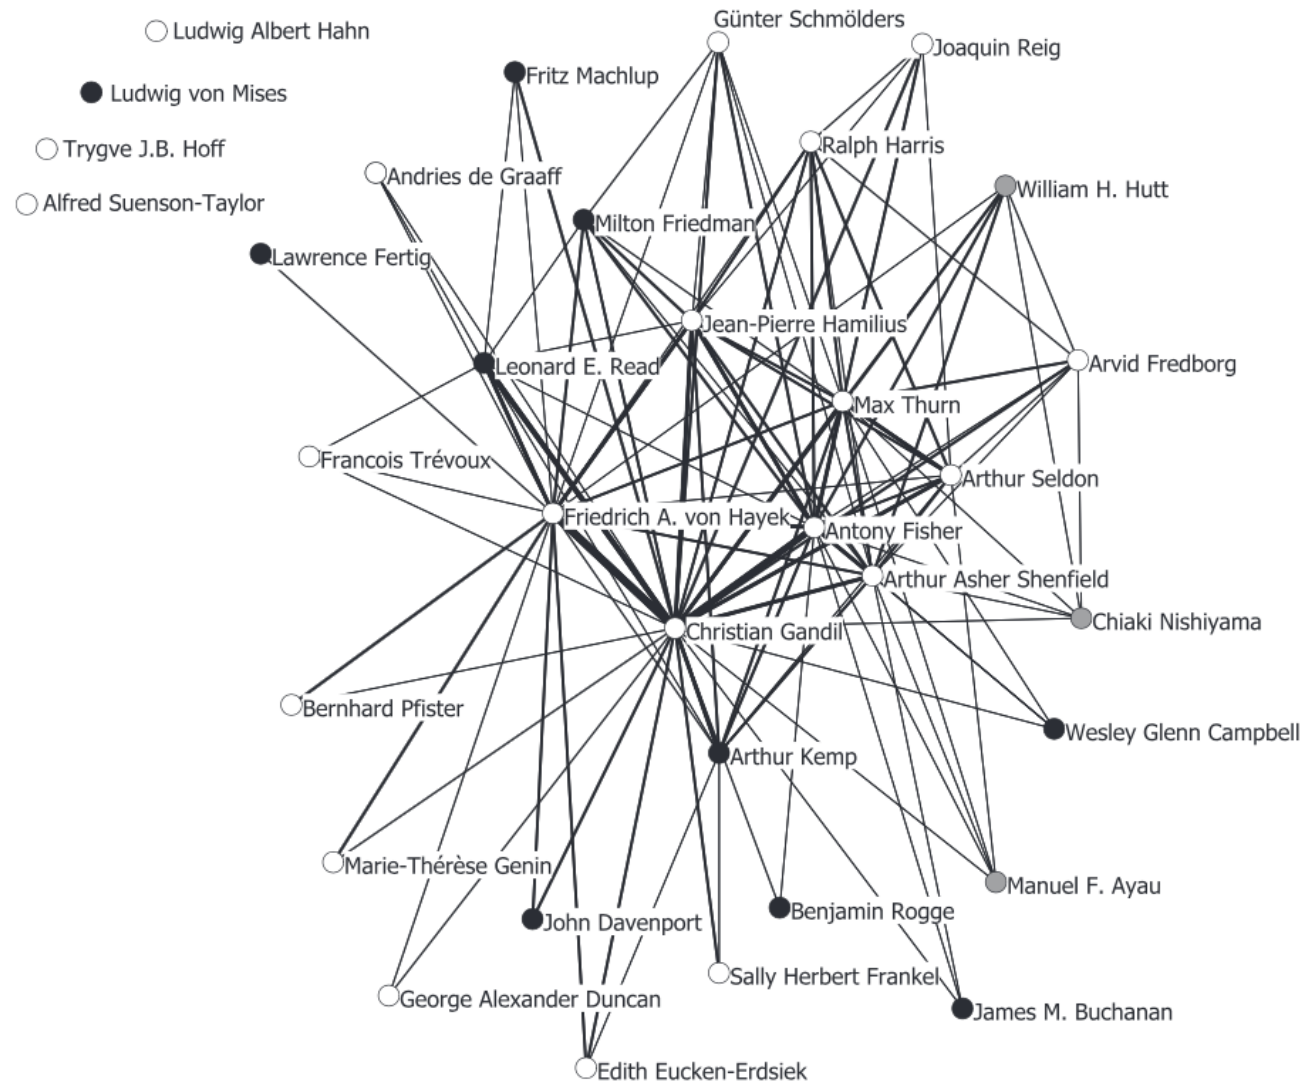 Günter Schmölders
Ludwig Albert Hahn
Joaquin Reig
Fritz Machlup
Ludwig von Mises
Ralph Harris
Trygve J.B. Hoff
Andries de Graaff
William H. Hutt
Alfred Suenson-Taylor
Milton Friedman
Lawrence Fertig
Jean-Pierre Hamilius
Arvid Fredborg
Leonard E. Read
Max Thurn
Francois Trévoux
Arthur Seldon
Friedrich A. von Hayek
Antony Fisher
Arthur Asher Shenfield
Chiaki Nishiyama
Christian Gandil
Bernhard Pfister
Wesley Glenn Campbell
Arthur Kemp
Marie-Thérèse Genin
Manuel F. Ayau
Benjamin Rogge
John Davenport
Sally Herbert Frankel
George Alexander Duncan
James M. Buchanan
Edith Eucken-Erdsiek